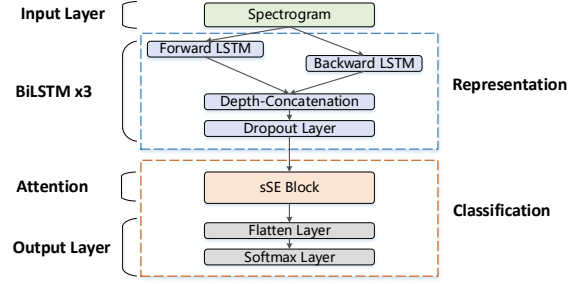 Input Layer
Spectrogram
Forward LSTM
Backward LSTM
BiLSTM x3
Representation
Depth-Concatenation
Dropout Layer
Attention
sSE Block
Classification
Flatten Layer
Output Layer
Softmax Layer